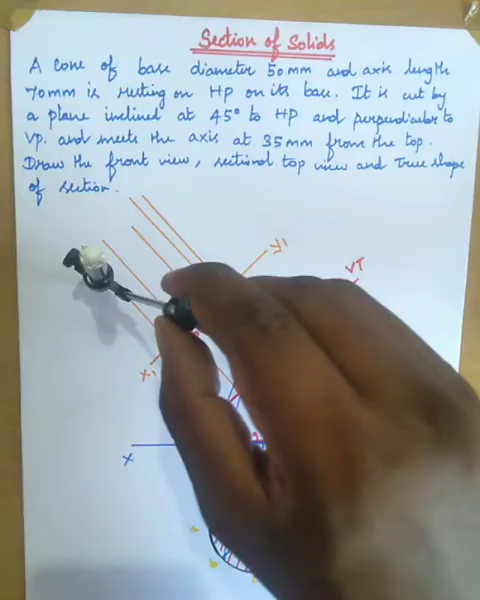 Section of Solids
A Cone of base diameter 50mm and axis length
70mm is resting on HP on its base. It is cut by
a plane inclined at 45° to HP and perpendicular to
VP. and meets the axis at 35mm from the top.
Draw the front view, sectional top view and True shape
of section.
Y1
VT
X1
X
a
b